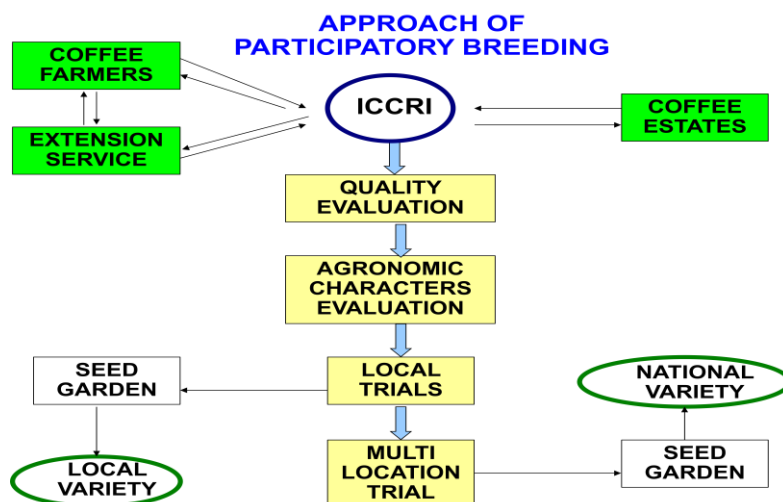 APPROACH OF
PARTICIPATORY BREEDING
COFFEE
FARMERS
ICCRI
COFFEE
ESTATES
EXTENSION
SERVICE
QUALITY
EVALUATION
AGRONOMIC
CHARACTERS
EVALUATION
SEED
GARDEN
LOCAL
TRIALS
NATIONAL
VARIETY
LOCAL
VARIETY
MULTI
LOCATION
TRIAL
SEED
GARDEN